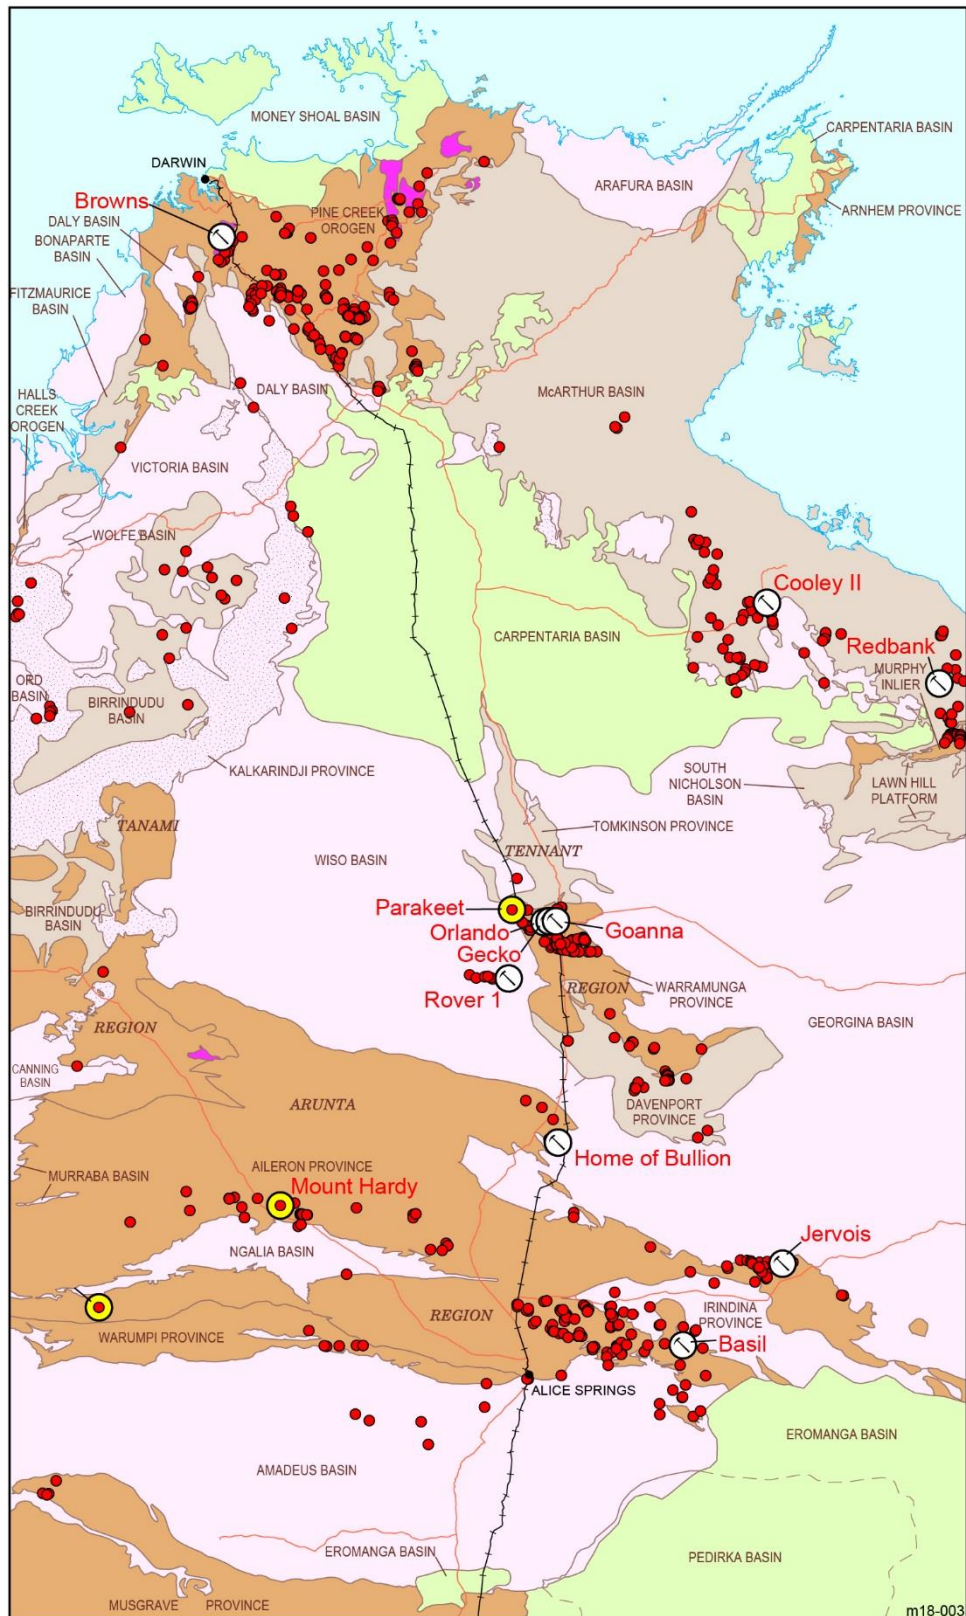 MONEY SHOAL BASIN
CARPENTARIA BASIN
DARWIN
ARAFURA BASIN
Browns
PINE CREEK
OROGEN
ARNHEM PROVINCE
DALY BASIN
BONAPARTE
BASIN
FITZMAURICE
BASIN
HALLS
CREEK
OROGEN
DALY BASIN
McARTHUR BASIN
VICTORIA BASIN
WOLFE BASIN
Cooley II
CARPENTARIA BASIN
Redbank
MURPHY
INLIER
ORD
BASIN
BIRRINDUDU
BASIN
KALKARINDJI PROVINCE
SOUTH
NICHOLSON
BASIN
LAWN HILL
PLATFORM
TANAMI
TOMKINSON PROVINCE
WISO BASIN
TENNANT
BIRRINDUDU
BASIN
Parakeet
Orlando
Gecko
Goanna
Rover 1
REGION
WARRAMUNGA
PROVINCE
REGION
GEORGINA BASIN
CANNING
BASIN
ARUNTA
DAVENPORT
PROVINCE
Home of Bullion
MURRABA BASIN
AILERON PROVINCE
Mount Hardy
Jervois
NGALIA BASIN
REGION
IRINDINA
PROVINCE
WARUMPI PROVINCE
Basil
ALICE SPRINGS
EROMANGA BASIN
AMADEUS BASIN
EROMANGA BASIN
PEDIRKA BASIN
MUSGRAVE PROVINCE
m18-003